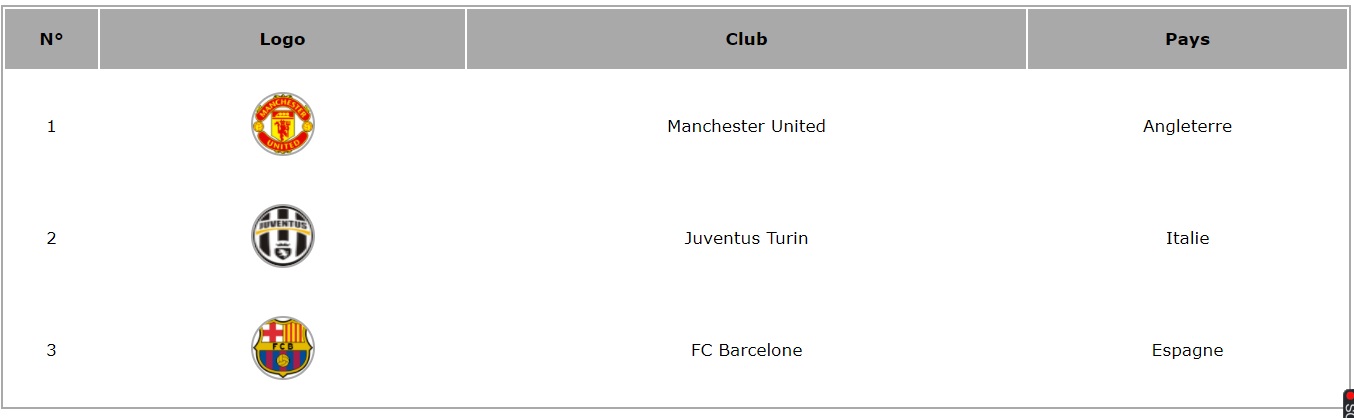 N° Logo Club Pays
1 MANCHESTER UNITED Manchester United Angleterre
2 JUVENTUS Juventus Turin Italie
3 FCB FC Barcelone Espagne